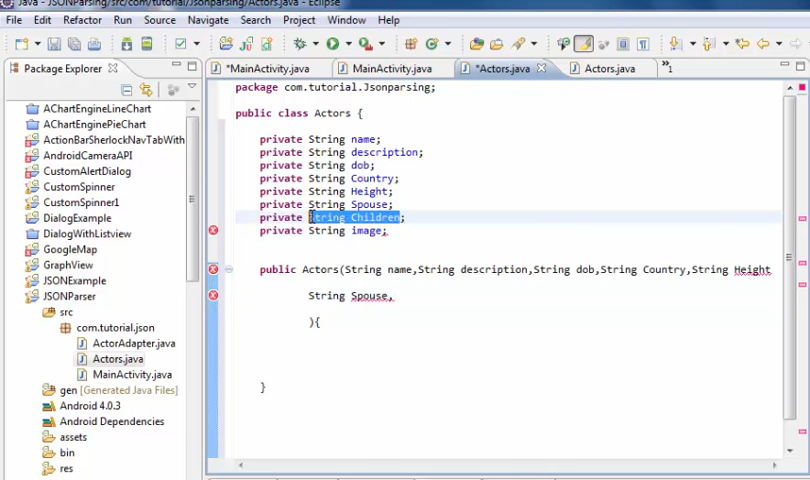 Java - JSONParsing/src/com/tutorial/Jsonparsing/Actors.java - Eclipse
File Edit Refactor Run Source Navigate Search Project Window Help
Package Explorer
*MainActivity.java MainActivity.java *Actors.java Actors.java »1
AChartEngineLineChart
AChartEnginePieChart
ActionBarSherlockNavTabWith
AndroidCameraAPI
CustomAlertDialog
CustomSpinner
CustomSpinner1
DialogExample
DialogWithListview
GoogleMap
GraphView
JSONExample
JSONParser
src
com.tutorial.json
ActorAdapter.java
Actors.java
MainActivity.java
gen [Generated Java Files]
Android 4.0.3
Android Dependencies
assets
bin
res
package com.tutorial.Jsonparsing;
public class Actors {
private String name;
private String description;
private String dob;
private String Country;
private String Height;
private String Spouse;
private String Children;
private String image;
public Actors(String name,String description,String dob,String Country,String Height
String Spouse,
){
}